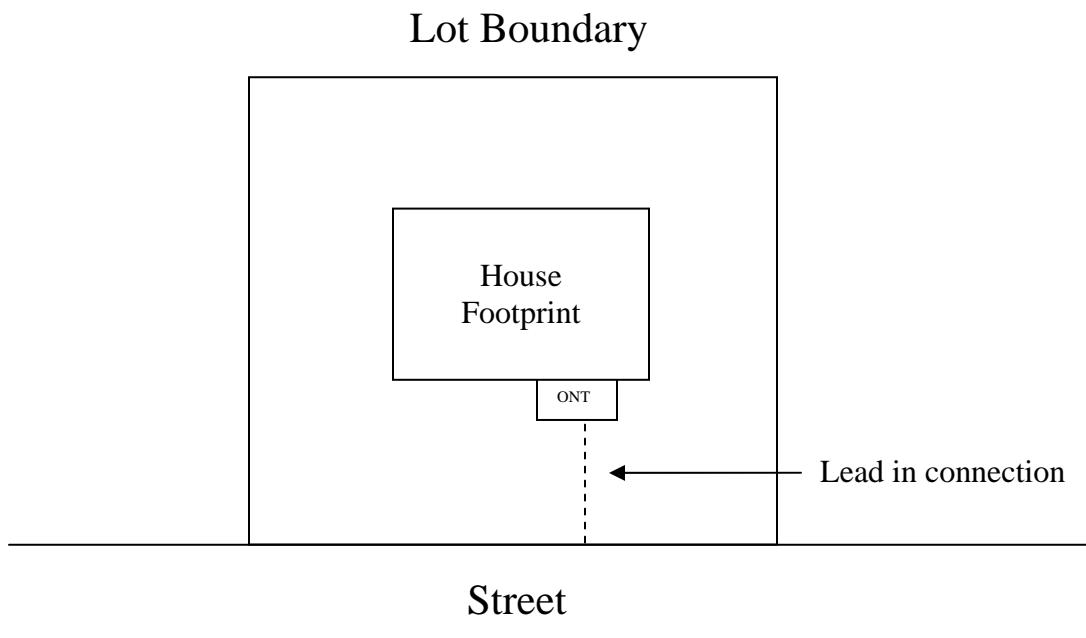 Lot Boundary
House
Footprint
ONT
Lead in connection
Street